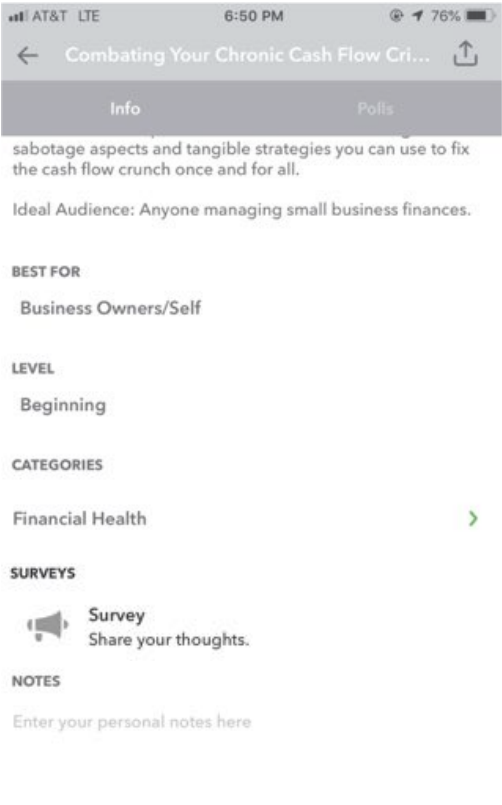 AT&T LTE 6:50 PM 76%
Combating Your Chronic Cash Flow Cri...
Info Polls
sabotage aspects and tangible strategies you can use to fix
the cash flow crunch once and for all.
Ideal Audience: Anyone managing small business finances.
BEST FOR
Business Owners/Self
LEVEL
Beginning
CATEGORIES
Financial Health
SURVEYS
Survey
Share your thoughts.
NOTES
Enter your personal notes here